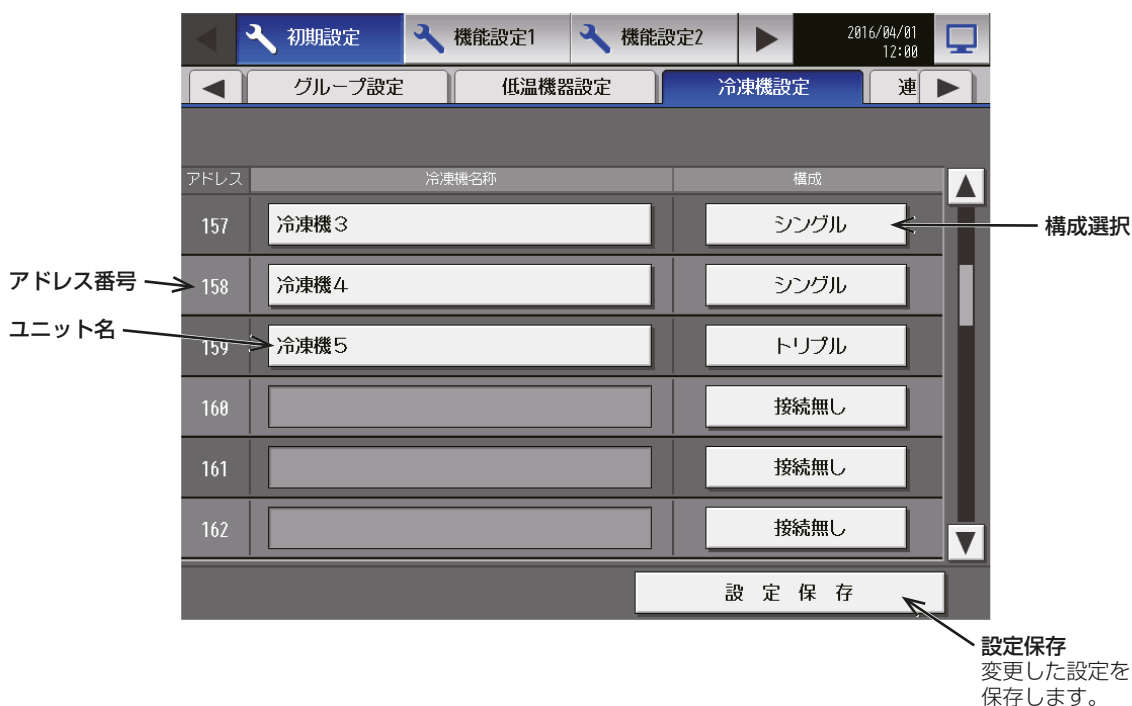 初期設定 機能設定1 機能設定2 2016/04/01
12:00
グループ設定 低温機器設定 冷凍機設定 連
アドレス 冷凍機名称 構成
157 冷凍機3 シングル 構成選択
アドレス番号 158 冷凍機4 シングル
ユニット名
159 冷凍機5 トリプル
160 接続無し
161 接続無し
162 接続無し
設定保存
設定保存
変更した設定を
保存します。